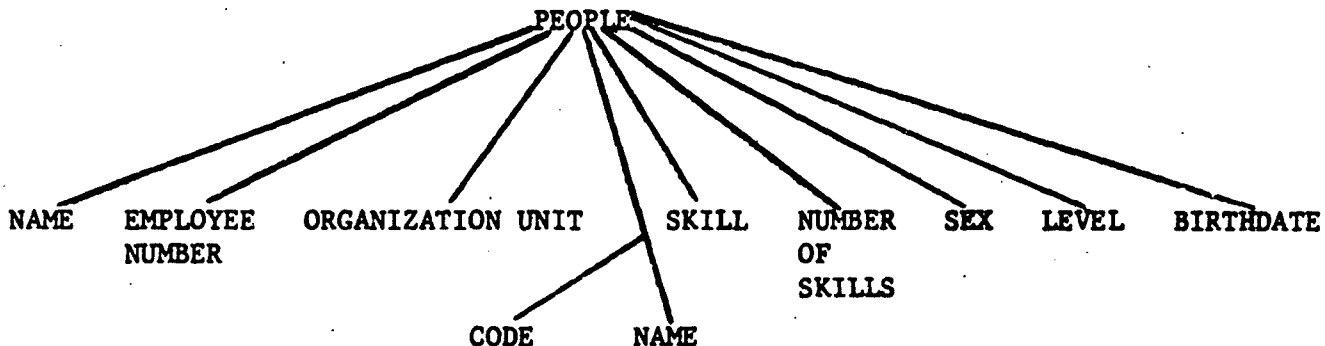 PEOPLE
NAME EMPLOYEE ORGANIZATION UNIT SKILL NUMBER SEX LEVEL BIRTHDATE
NUMBER OF
SKILLS
CODE NAME